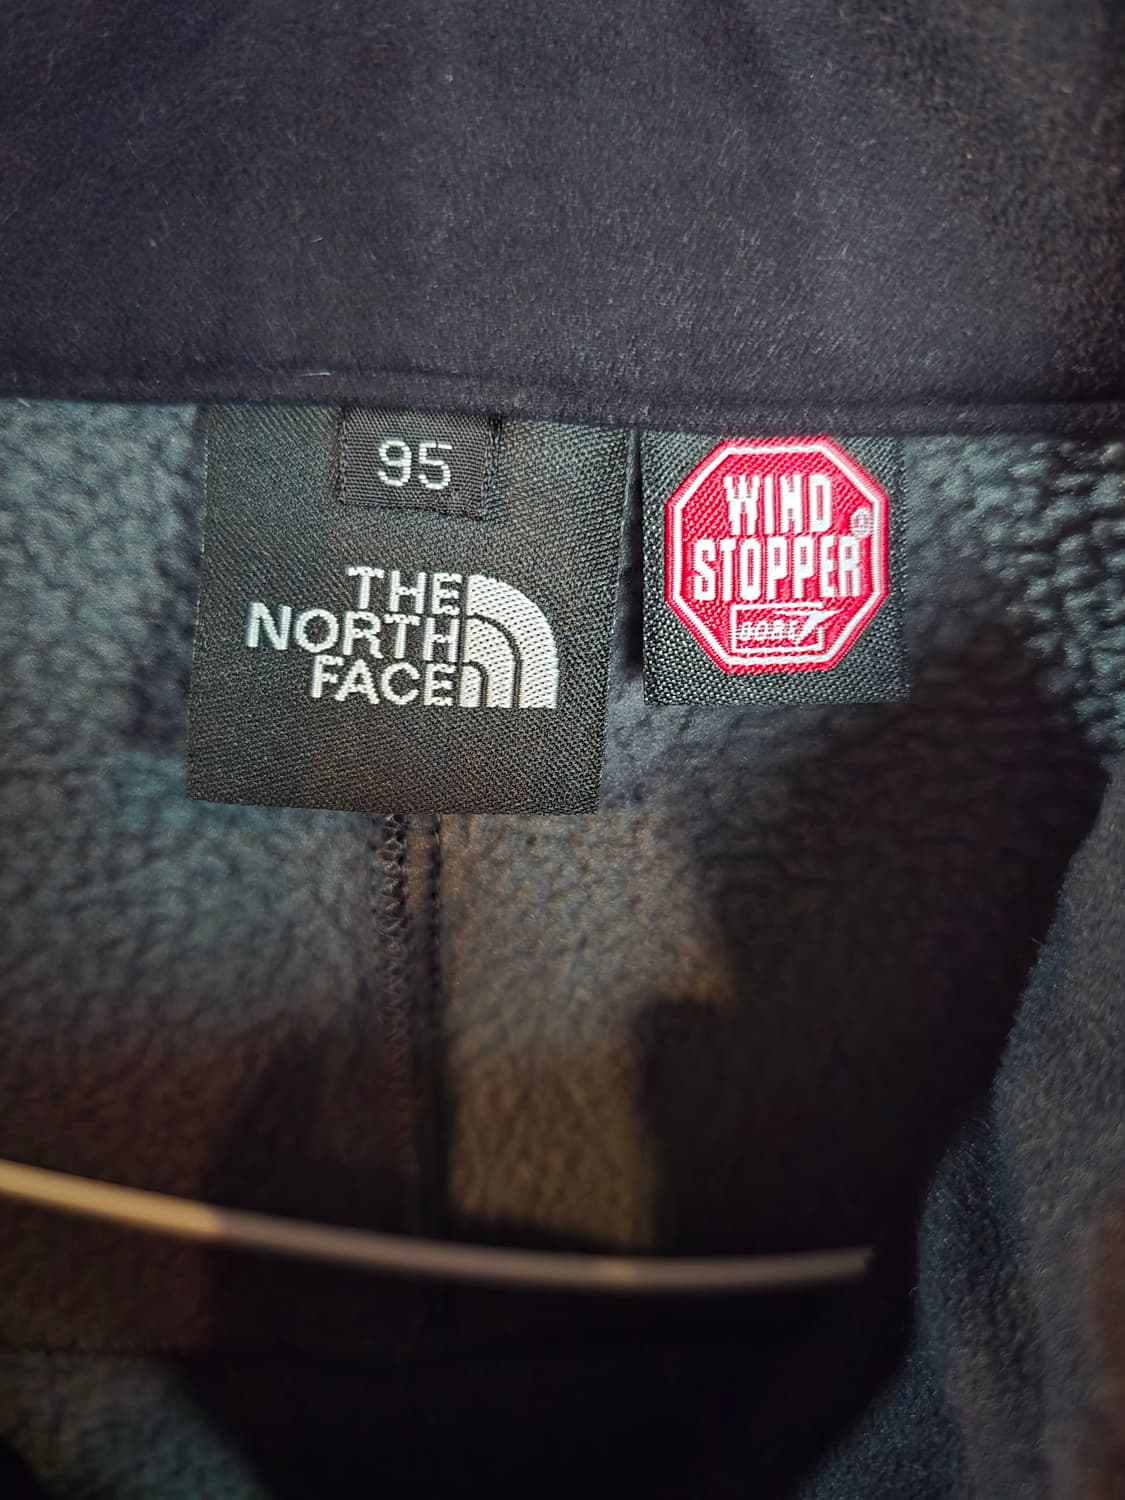 95
THE
NORTH
FACE
WIND
STOPPER®
GORE